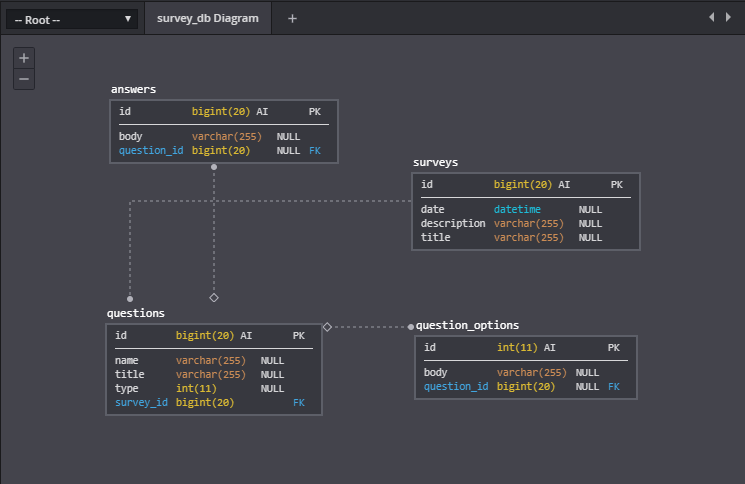 -- Root --
survey_db Diagram
answers
id bigint(20) AI PK
body varchar(255) NULL
question_id bigint(20) NULL FK
surveys
id bigint(20) AI PK
date datetime NULL
description varchar(255) NULL
title varchar(255) NULL
questions
id bigint(20) AI PK
name varchar(255) NULL
title varchar(255) NULL
type int(11) NULL
survey_id bigint(20) FK
question_options
id int(11) AI PK
body varchar(255) NULL
question_id bigint(20) NULL FK